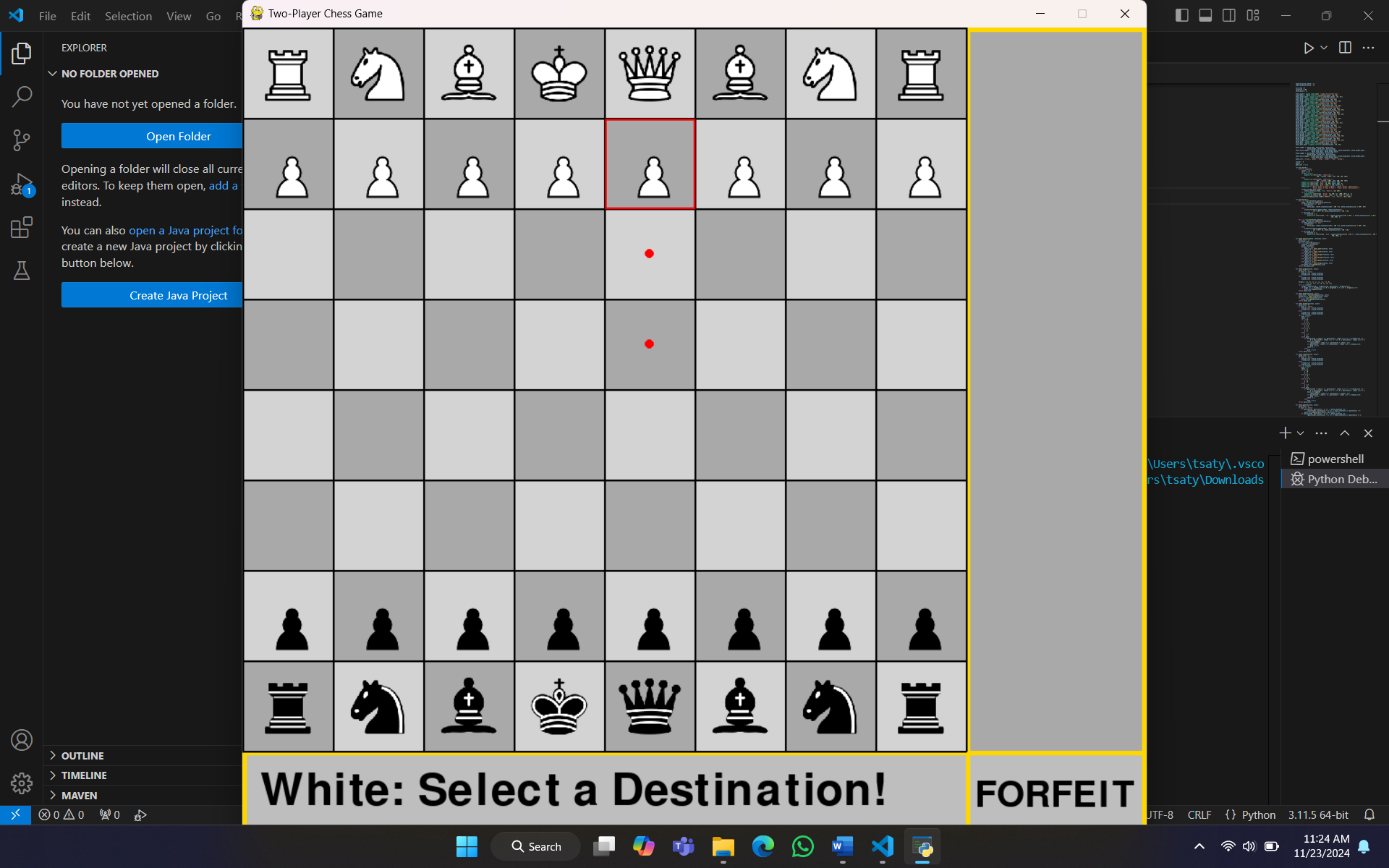 File Edit Selection View Go R
Two-Player Chess Game
EXPLORER
NO FOLDER OPENED
You have not yet opened a folder.
Open Folder
Opening a folder will close all curre
editors. To keep them open, add a
instead.
You can also open a Java project fo
create a new Java project by clickin
button below.
Create Java Project
1
powershell
Python Deb...
\Users\tsaty\.vsco
rs\tsaty\Downloads
OUTLINE
TIMELINE
MAVEN
White: Select a Destination!
FORFEIT
0 0 0
UTF-8 CRLF {} Python 3.11.5 64-bit
Search
11:24 AM
11/23/2024